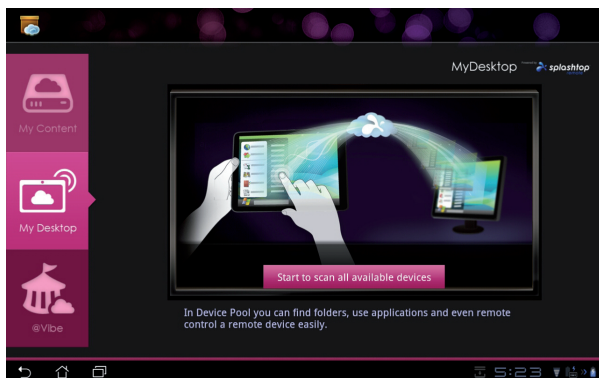 MyDesktop
splashtop
My Content
My Desktop
@Vibe
Start to scan all available devices
In Device Pool you can find folders, use applications and even remote
control a remote device easily.
5:23